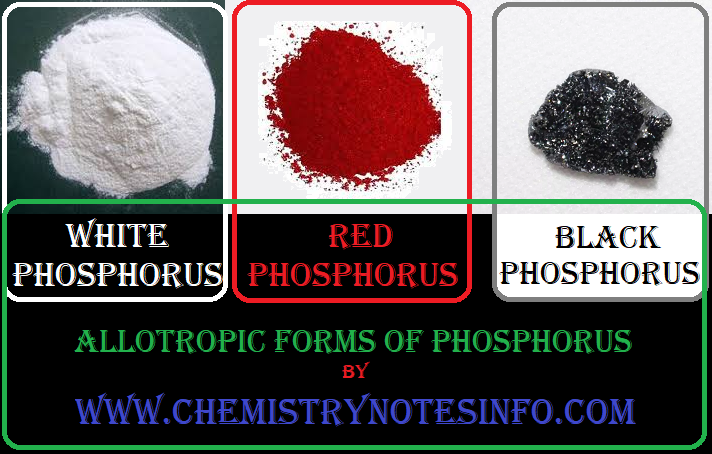 WHITE
PHOSPHORUS
RED
PHOSPHORUS
BLACK
PHOSPHORUS
ALLOTROPIC FORMS OF PHOSPHORUS
BY
WWW.CHEMISTRYNOTESINFO.COM